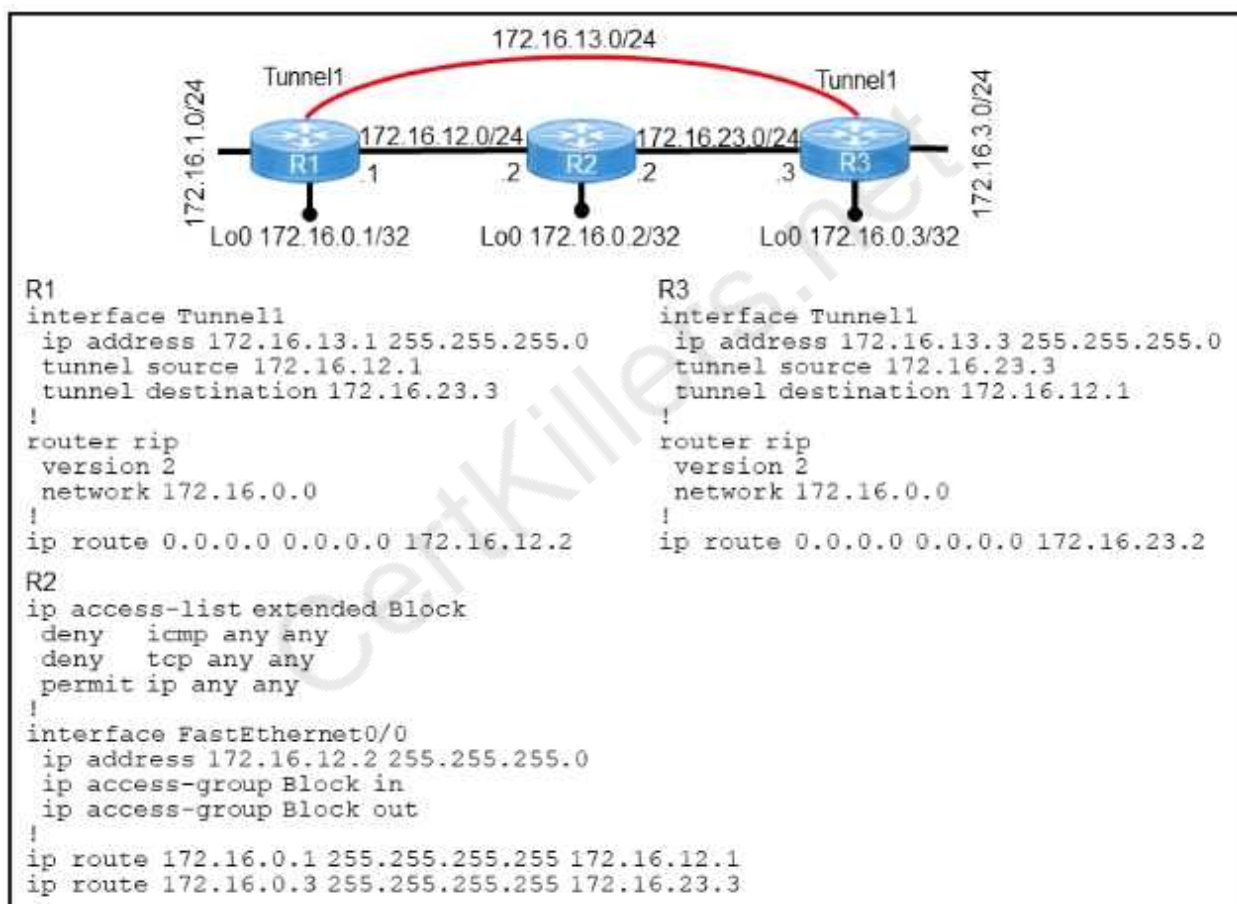 172.16.13.0/24
Tunnel1
Tunnel1
172.16.1.0/24
172.16.12.0/24
172.16.23.0/24
172.16.3.0/24
R1
R2
R3
.1
.2
.2
.3
Lo0 172.16.0.1/32
Lo0 172.16.0.2/32
Lo0 172.16.0.3/32
R1
interface Tunnel1
ip address 172.16.13.1 255.255.255.0
tunnel source 172.16.12.1
tunnel destination 172.16.23.3
!
router rip
version 2
network 172.16.0.0
!
ip route 0.0.0.0 0.0.0.0 172.16.12.2
R3
interface Tunnel1
ip address 172.16.13.3 255.255.255.0
tunnel source 172.16.23.3
tunnel destination 172.16.12.1
!
router rip
version 2
network 172.16.0.0
!
ip route 0.0.0.0 0.0.0.0 172.16.23.2
R2
ip access-list extended Block
deny icmp any any
deny tcp any any
permit ip any any
!
interface FastEthernet0/0
ip address 172.16.12.2 255.255.255.0
ip access-group Block in
ip access-group Block out
!
ip route 172.16.0.1 255.255.255.255 172.16.12.1
ip route 172.16.0.3 255.255.255.255 172.16.23.3
CertKillers.net